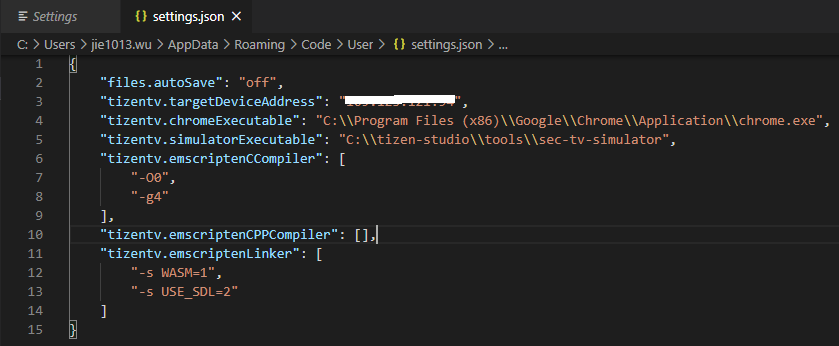 Settings
{} settings.json ×
C: > Users > jie1013.wu > AppData > Roaming > Code > User > {} settings.json > ...
1 {
2 "files.autoSave": "off",
3 "tizentv.targetDeviceAddress": "",
4 "tizentv.chromeExecutable": "C:\\Program Files (x86)\\Google\\Chrome\\Application\\chrome.exe",
5 "tizentv.simulatorExecutable": "C:\\tizen-studio\\tools\\sec-tv-simulator",
6 "tizentv.emscriptenCCompiler": [
7 "-O0",
8 "-g4"
9 ],
10 "tizentv.emscriptenCPPCompiler": [],
11 "tizentv.emscriptenLinker": [
12 "-s WASM=1",
13 "-s USE_SDL=2"
14 ]
15 }